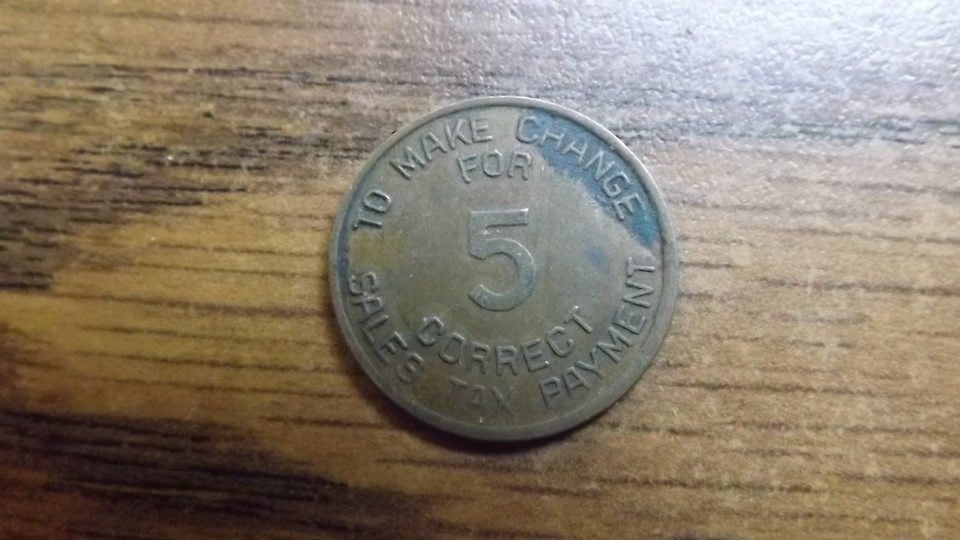 TO MAKE CHANGE
FOR
5
CORRECT
SALES TAX PAYMENT